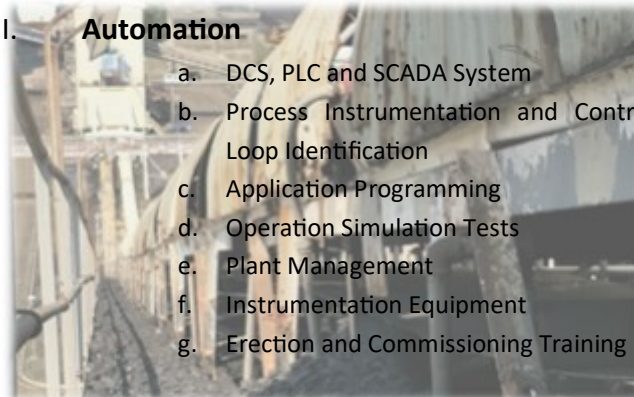 I. Automation
a. DCS, PLC and SCADA System
b. Process Instrumentation and Contr
Loop Identification
c. Application Programming
d. Operation Simulation Tests
e. Plant Management
f. Instrumentation Equipment
g. Erection and Commissioning Training